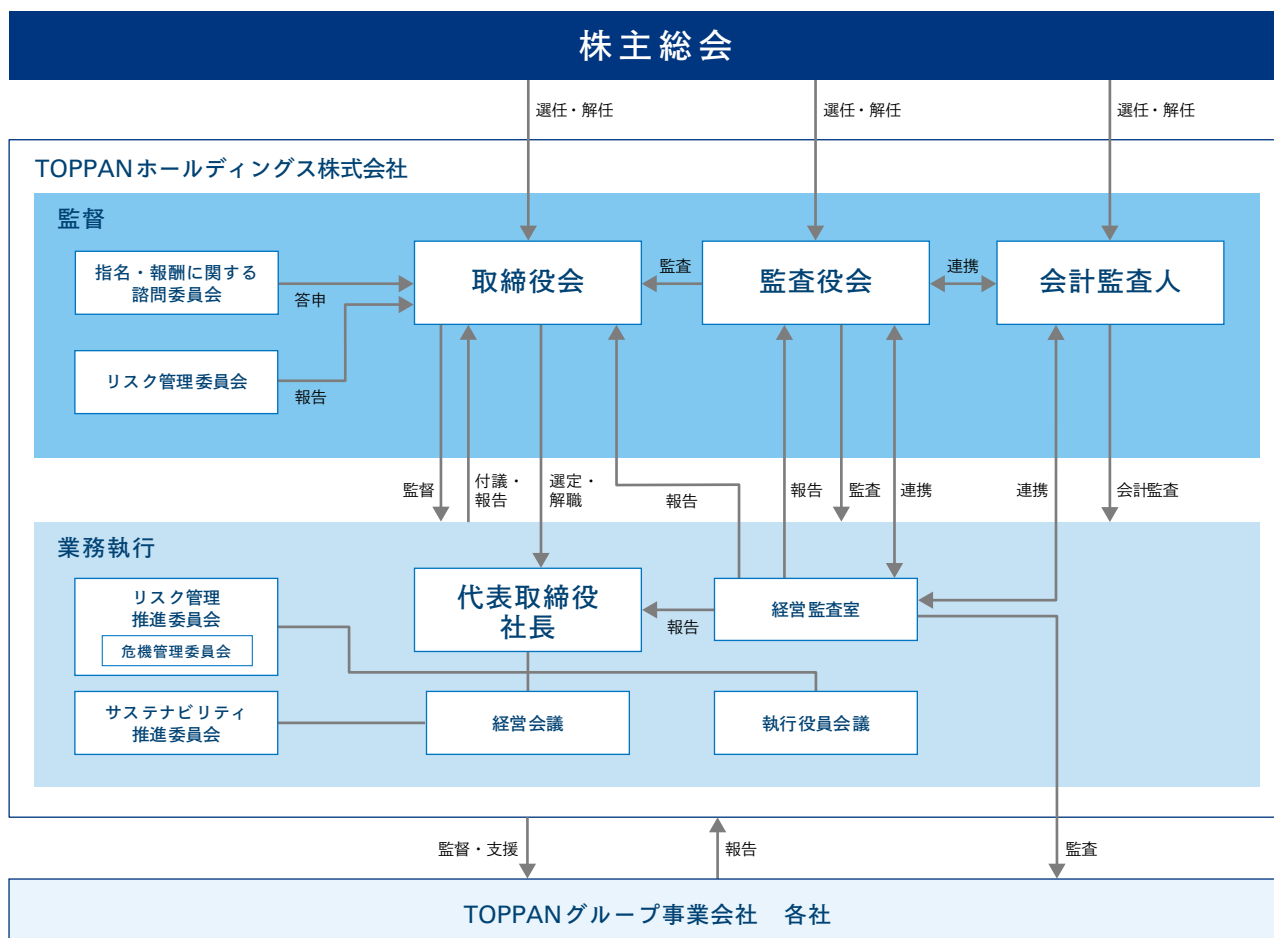 株主総会
選任・解任
選任・解任
選任・解任
TOPPANホールディングス株式会社
監督
指名・報酬に関する
諮問委員会
答申
取締役会
監査
監査役会
連携
会計監査人
リスク管理委員会
報告
監督
付議・
報告
選定・
解職
報告
報告
監査
連携
連携
会計監査
業務執行
リスク管理
推進委員会
危機管理委員会
代表取締役
社長
報告
経営監査室
サステナビリティ
推進委員会
経営会議
執行役員会議
監督・支援
報告
監査
TOPPANグループ事業会社　各社